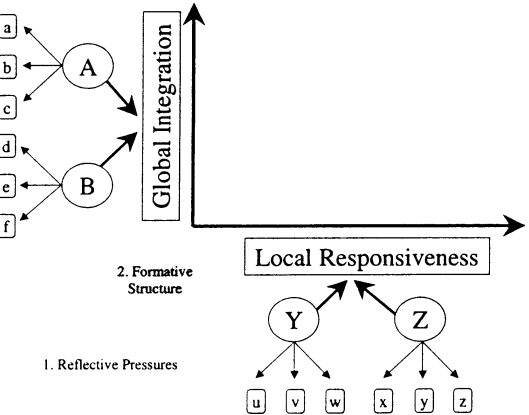 a
b
c
A
d
e
f
B
Global Integration
Local Responsiveness
2. Formative
Structure
Y
Z
1. Reflective Pressures
u
v
w
x
y
z